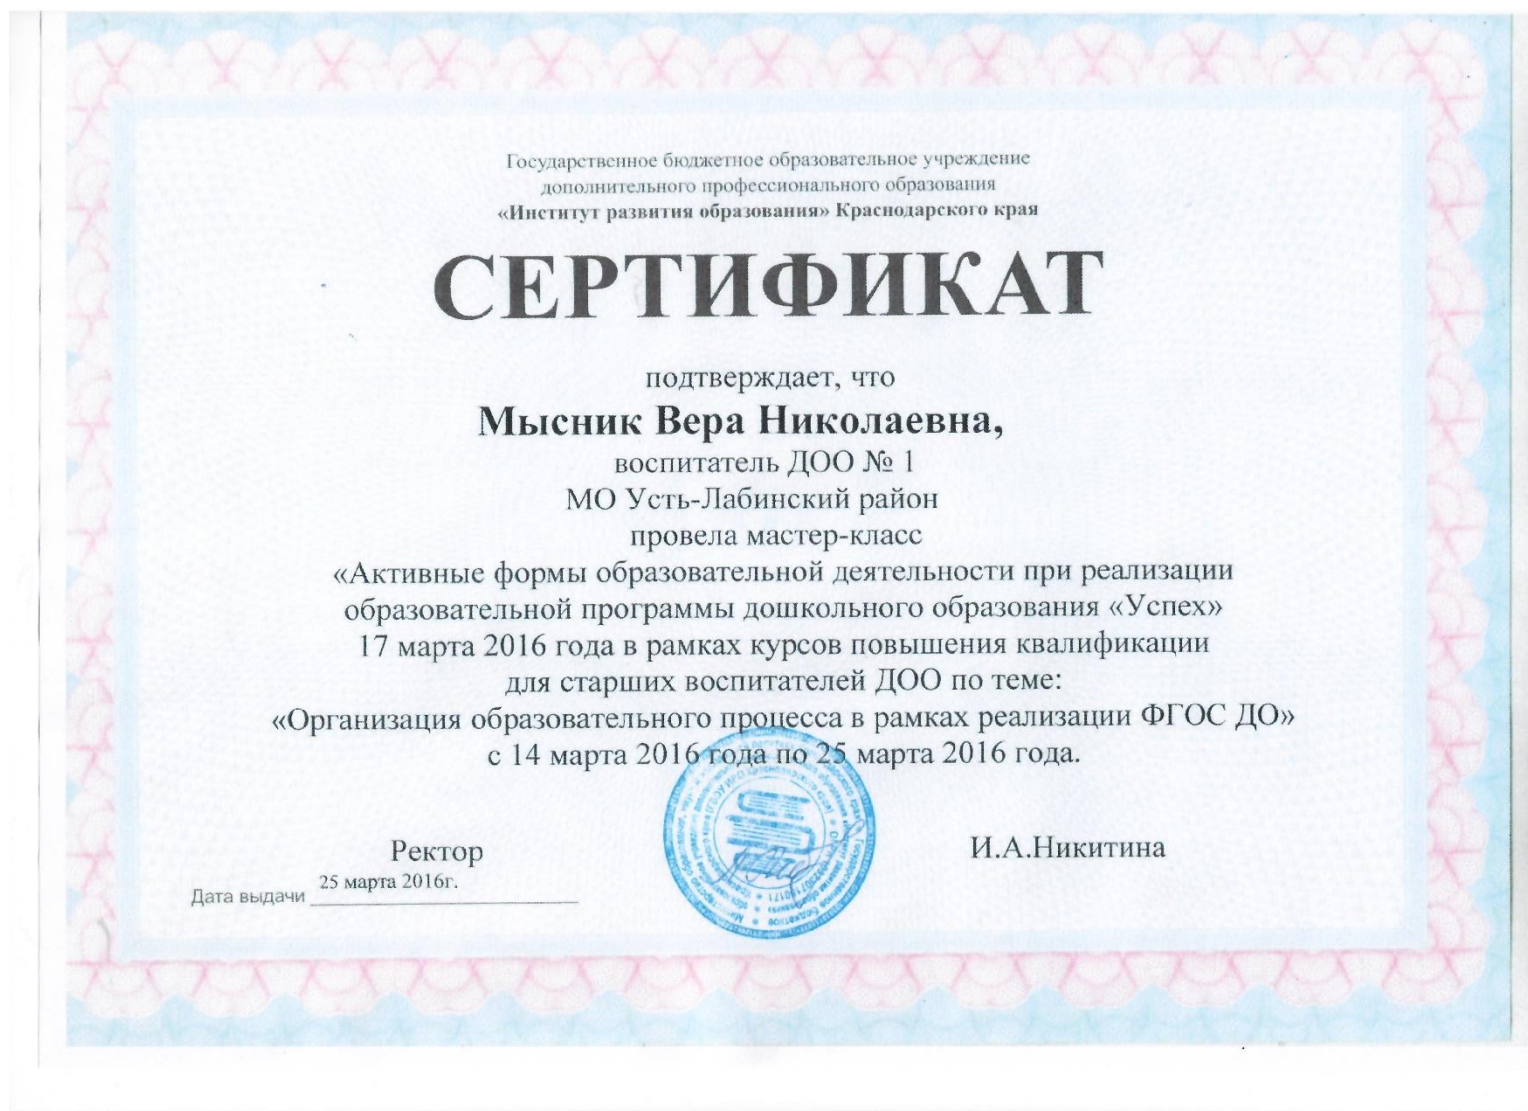 Государственное бюджетное образовательное учреждение
дополнительного профессионального образования
«Институт развития образования» Краснодарского края
СЕРТИФИКАТ
подтверждает, что
Мысник Вера Николаевна,
воспитатель ДОО № 1
МО Усть-Лабинский район
провела мастер-класс
«Активные формы образовательной деятельности при реализации
образовательной программы дошкольного образования «Успех»
17 марта 2016 года в рамках курсов повышения квалификации
для старших воспитателей ДОО по теме:
«Организация образовательного процесса в рамках реализации ФГОС ДО»
с 14 марта 2016 года по 25 марта 2016 года.
Ректор
И.А.Никитина
Дата выдачи 25 марта 2016г.